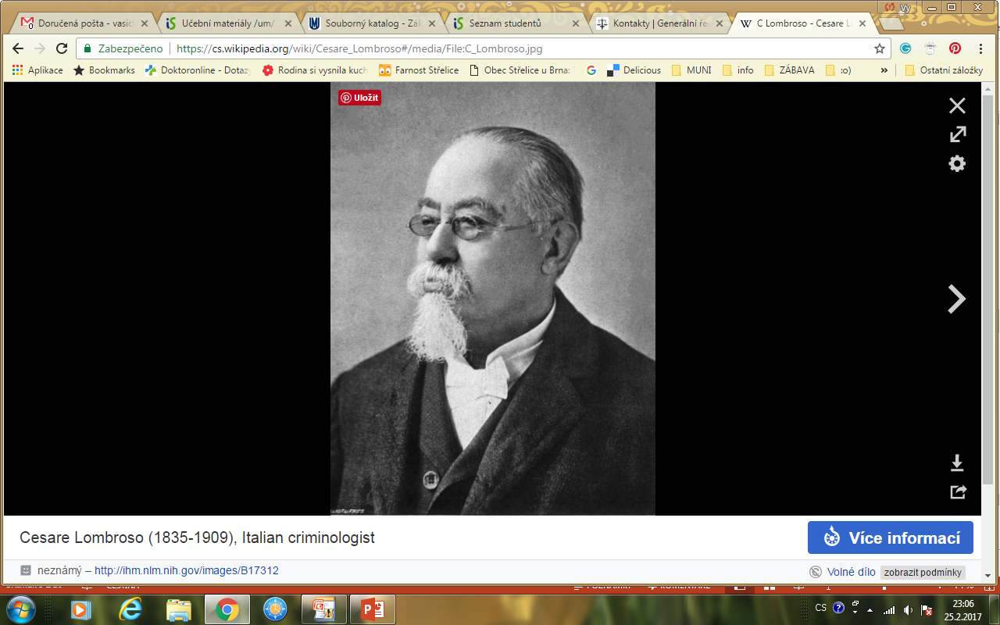 Doručená pošta - vasic
Učební materiály /um/
Souborný katalog - Zák
Seznam studentů
Kontakty | Generální ře
C Lombroso - Cesare L
Zabezpečeno
https://cs.wikipedia.org/wiki/Cesare_Lombroso#/media/File:C_Lombroso.jpg
Aplikace
Bookmarks
Doktoronline - Dotazy
Rodina si vysnila kuch
Farnost Střelice
Obec Střelice u Brna:
Delicious
MUNI
info
ZÁBAVA
:o)
»
Ostatní záložky
Uložit
Cesare Lombroso (1835-1909), Italian criminologist
Více informací
neznámý – http://ihm.nlm.nih.gov/images/B17312
Volné dílo
zobrazit podmínky
CS
23:06
25.2.2017